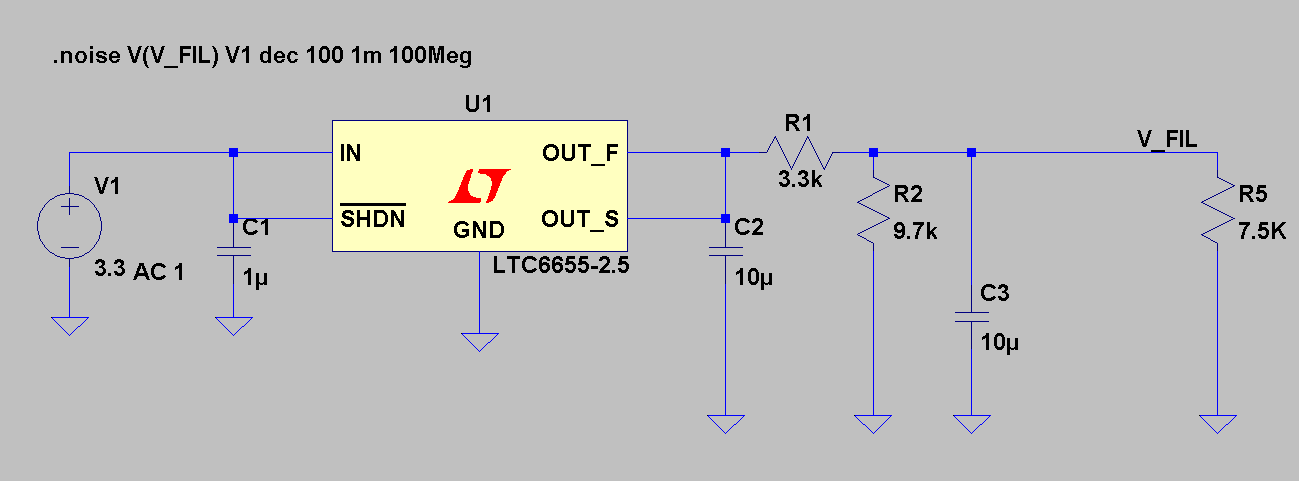 .noise V(V_FIL) V1 dec 100 1m 100Meg
U1
IN
OUT_F
SHDN
OUT_S
GND
LTC6655-2.5
V1
3.3 AC 1
C1
1µ
C2
10µ
R1
3.3k
R2
9.7k
C3
10µ
V_FIL
R5
7.5K